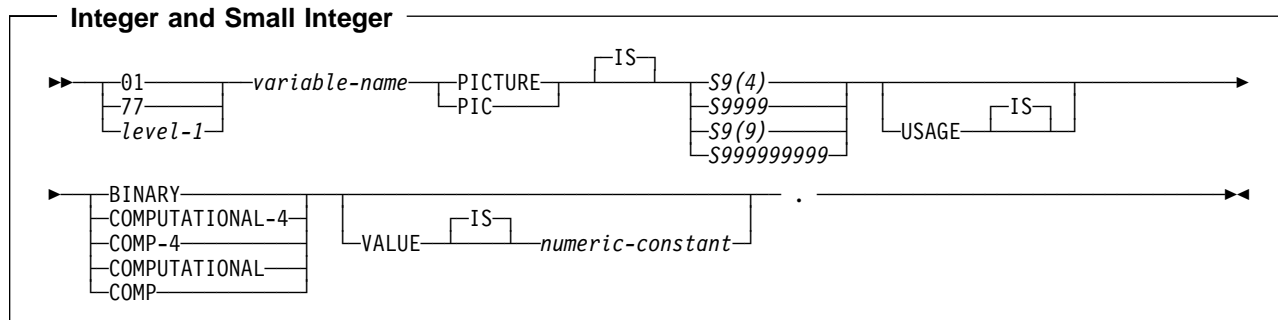 Integer and Small Integer
IS
01 variable-name PICTURE S9(4)
77 PIC S9999 IS
level-1 S9(9) USAGE
S999999999
BINARY .
COMPUTATIONAL-4 IS
COMP-4 VALUE numeric-constant
COMPUTATIONAL
COMP